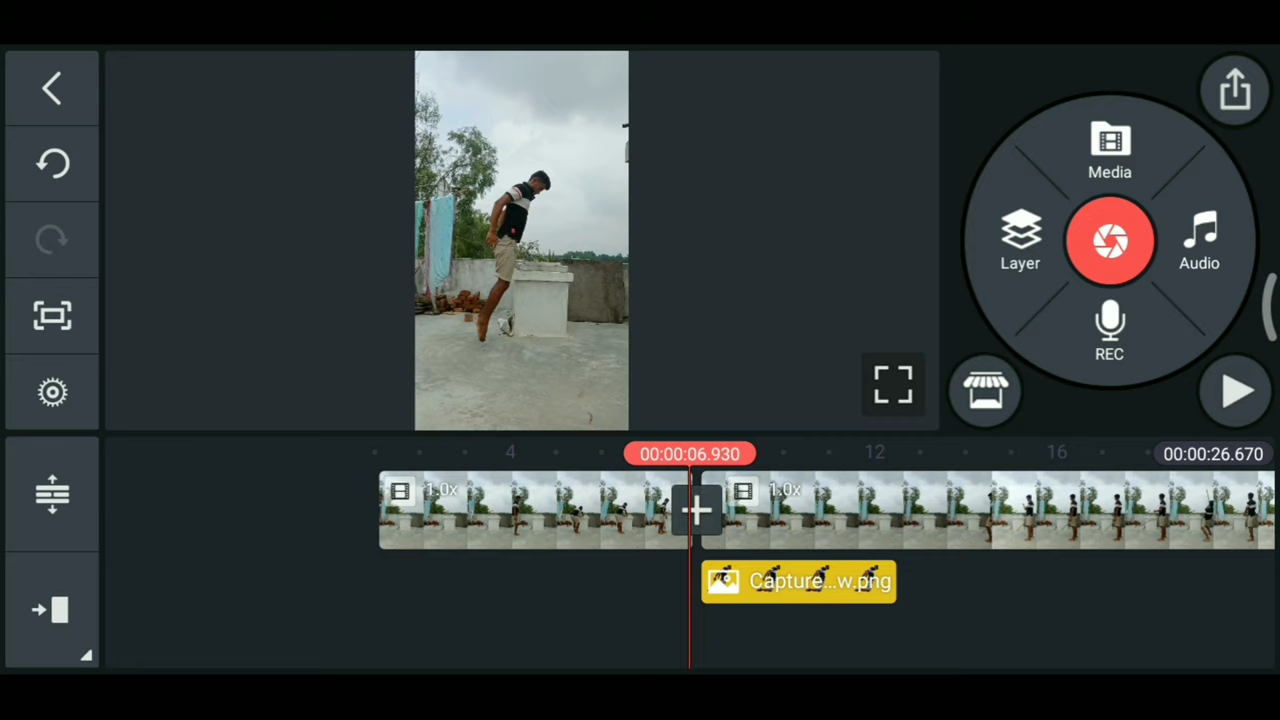 Media
Layer
Audio
REC
4
00:00:06.930
12
16
00:00:26.670
1.0x
1.0x
Capture...w.png